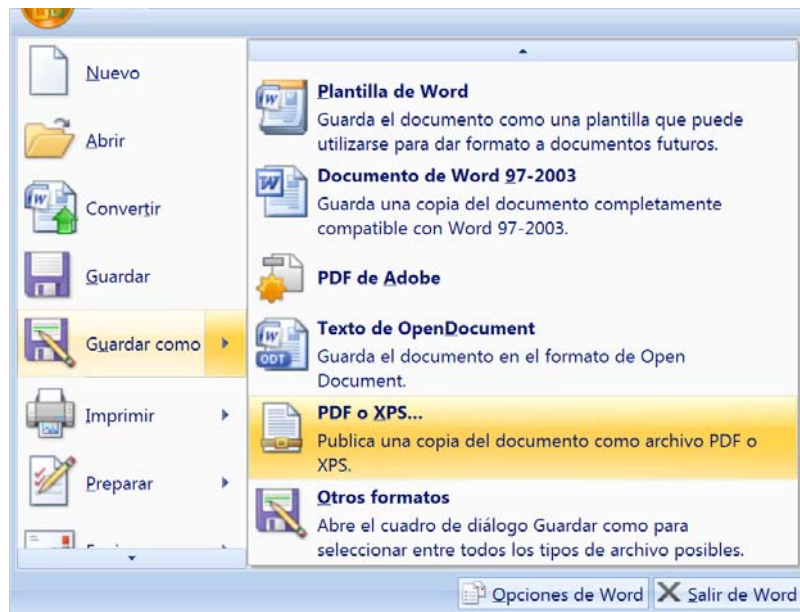 Nuevo
Abrir
Convertir
Guardar
Guardar como
Imprimir
Preparar
Plantilla de Word
Guarda el documento como una plantilla que puede
utilizarse para dar formato a documentos futuros.
Documento de Word 97-2003
Guarda una copia del documento completamente
compatible con Word 97-2003.
PDF de Adobe
Texto de OpenDocument
ODT
Guarda el documento en el formato de Open
Document.
PDF o XPS...
Publica una copia del documento como archivo PDF o
XPS.
Otros formatos
Abre el cuadro de diálogo Guardar como para
seleccionar entre todos los tipos de archivo posibles.
Opciones de Word
Salir de Word